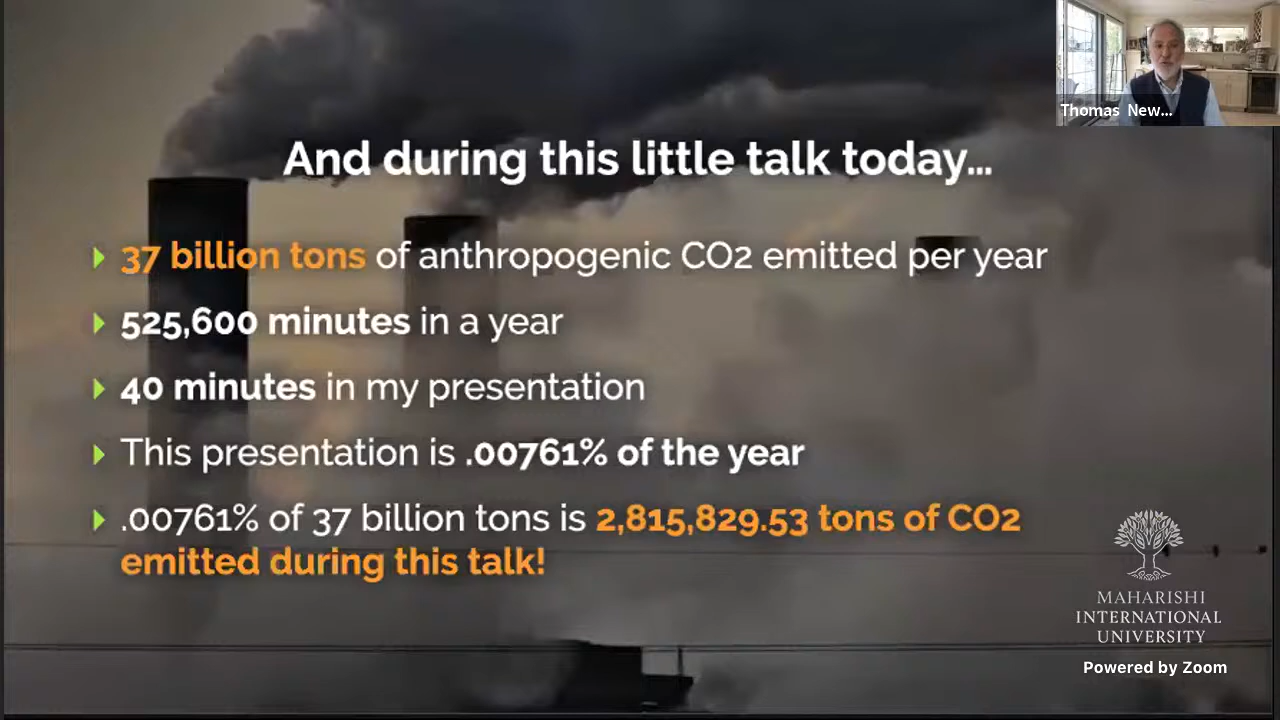 Thomas New...
And during this little talk today...
37 billion tons of anthropogenic CO2 emitted per year
525,600 minutes in a year
40 minutes in my presentation
This presentation is .00761% of the year
.00761% of 37 billion tons is 2,815,829.53 tons of CO2
emitted during this talk!
MAHARISHI
INTERNATIONAL
UNIVERSITY
Powered by Zoom